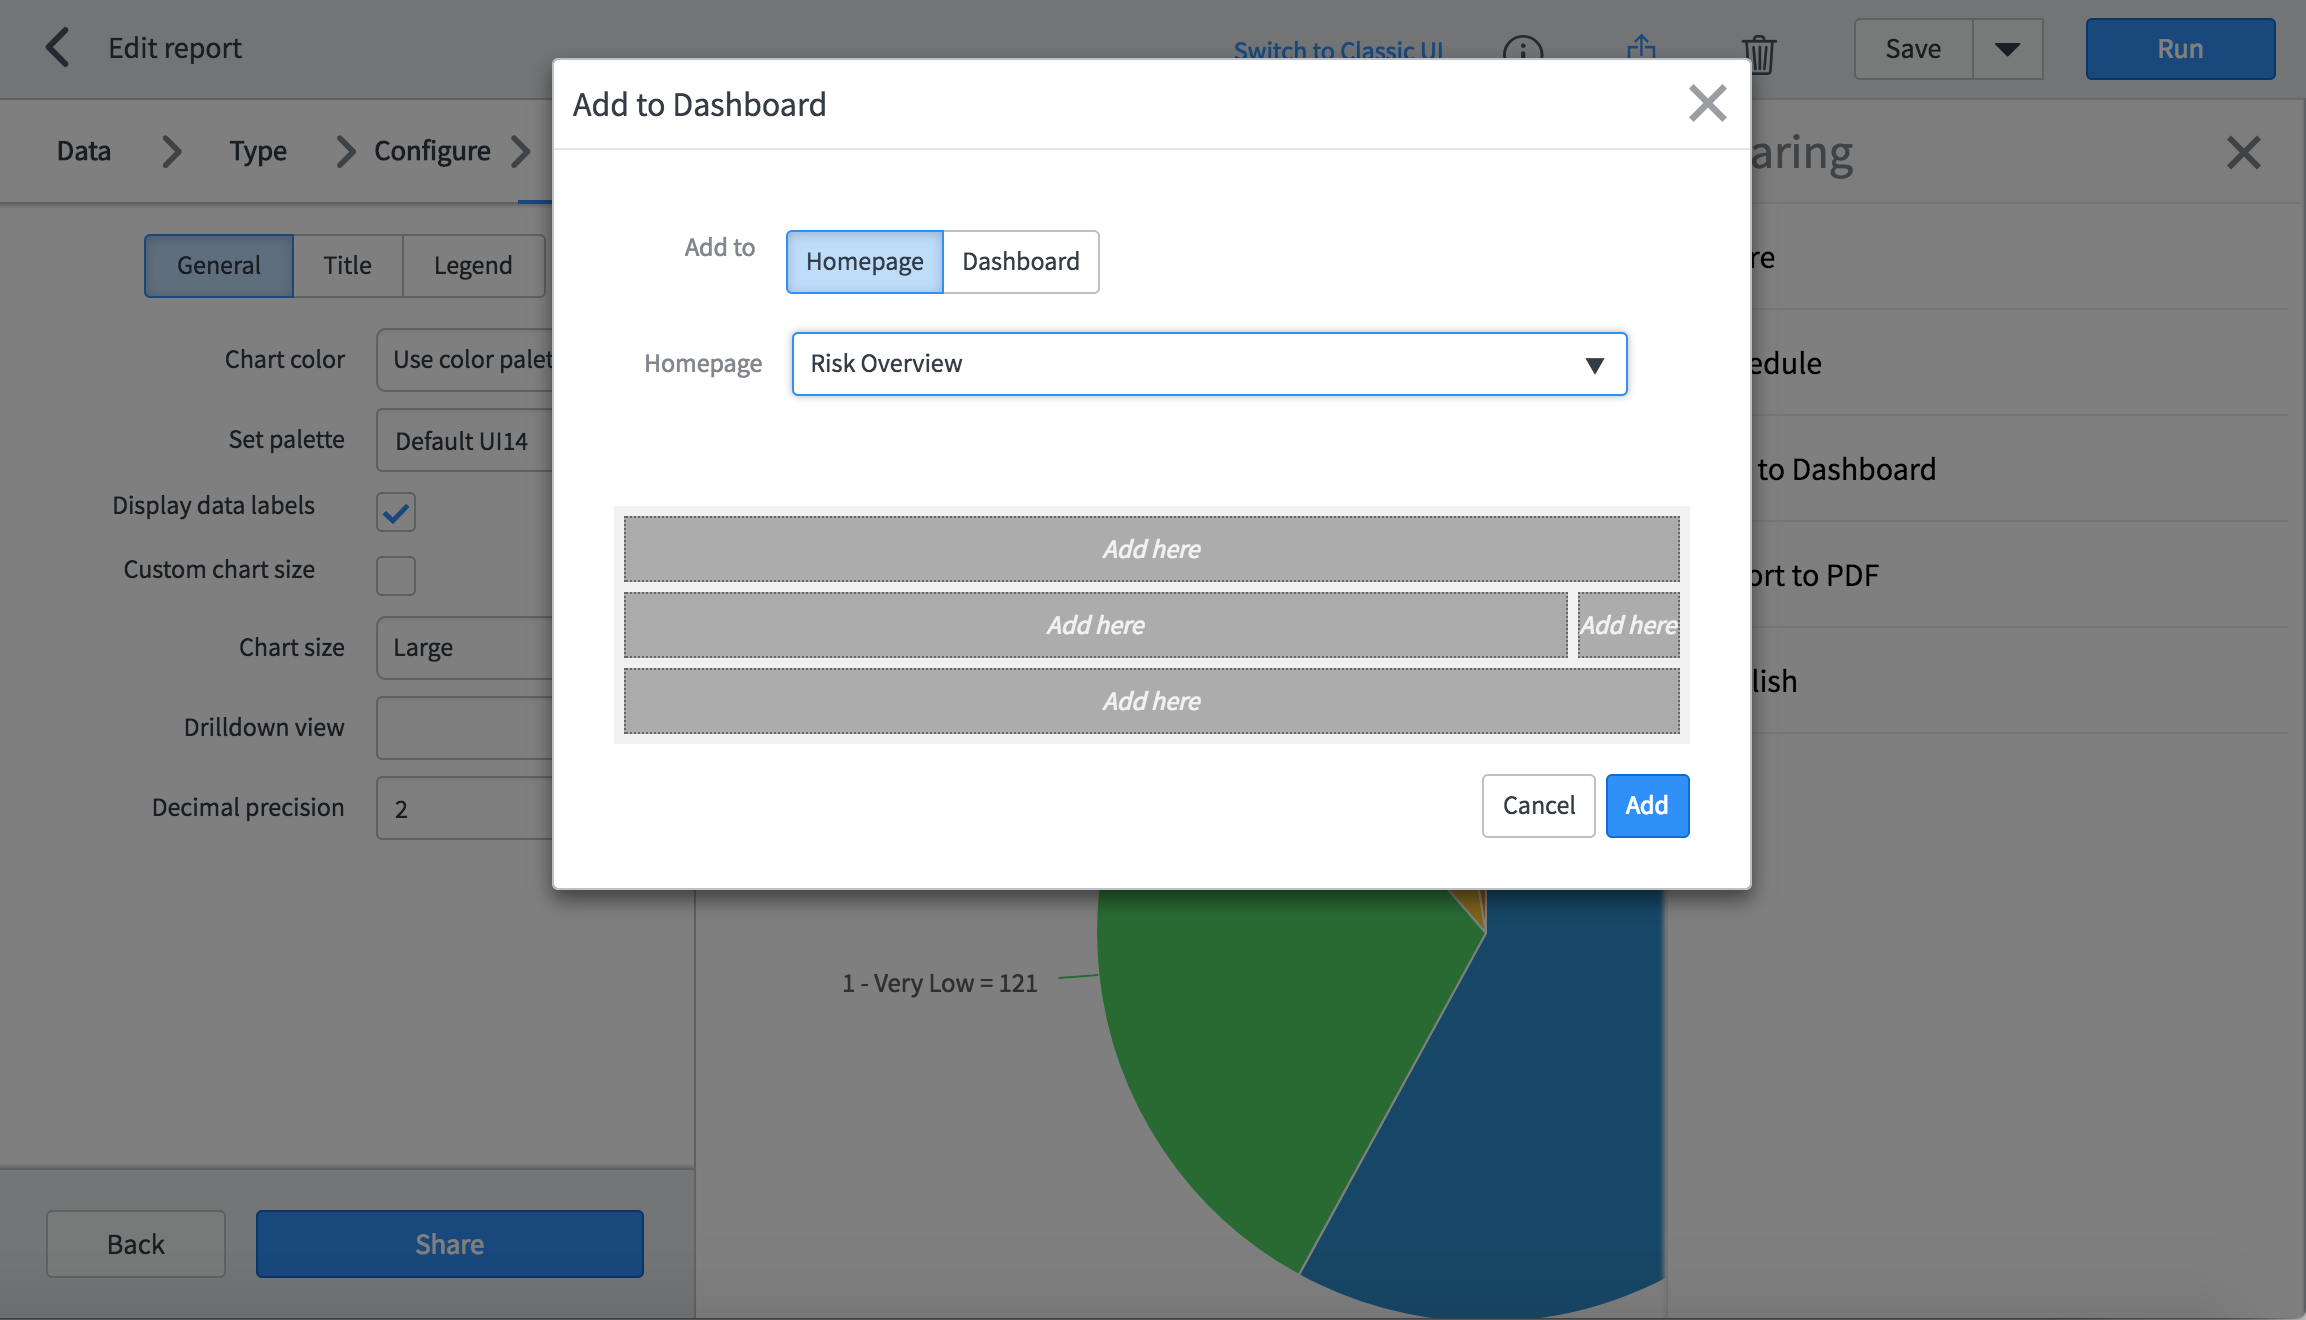 Edit report
Switch to Classic UI
Save
Run
Add to Dashboard
Data
Type
Configure
General
Title
Legend
Add to
Homepage
Dashboard
Homepage
Risk Overview
Chart color
Use color palet
Set palette
Default UI14
Display data labels
Custom chart size
Chart size
Large
Drilldown view
Decimal precision
2
Add here
Add here
Add here
Add here
Cancel
Add
aring
re
edule
to Dashboard
ort to PDF
lish
1 - Very Low = 121
Back
Share